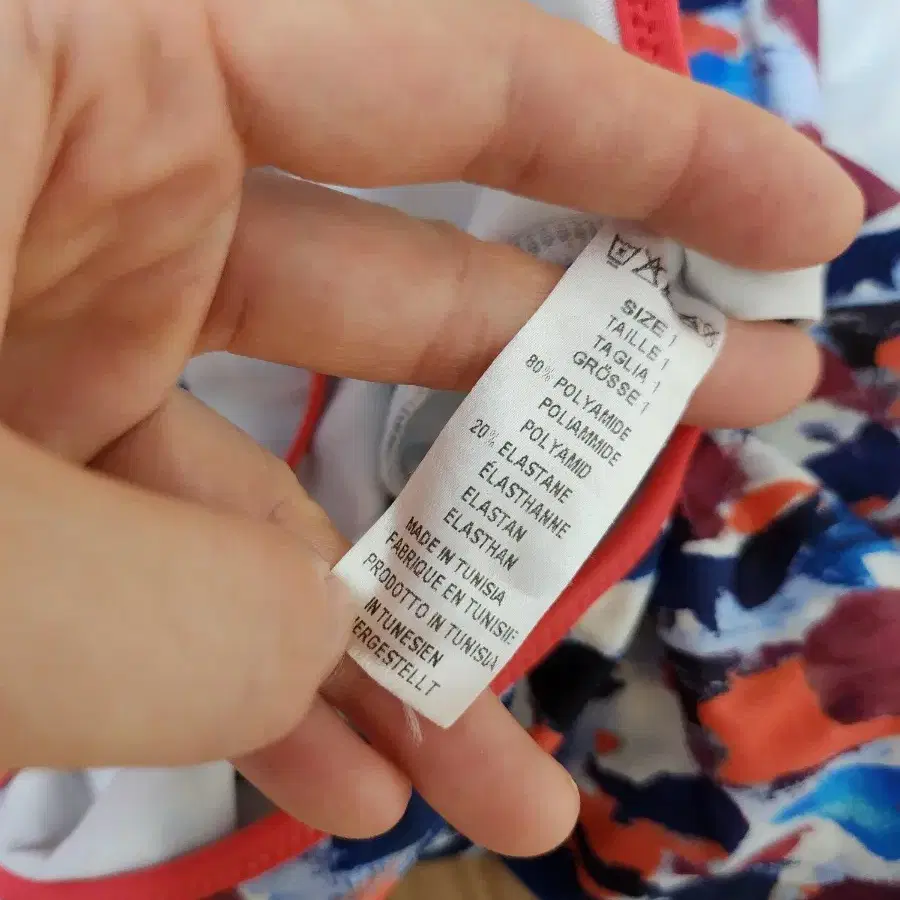 SIZE 1
TAILLE 1
TAGLIA 1
GRÖSSE 1
80% POLYAMIDE
POLIAMMIDE
POLYAMID
20% ELASTANE
ÉLASTHANNE
ELASTAN
ELASTHAN
MADE IN TUNISIA
FABRIQUE EN TUNISIE
PRODOTTO IN TUNISIA
IN TUNESIEN
HERGESTELLT